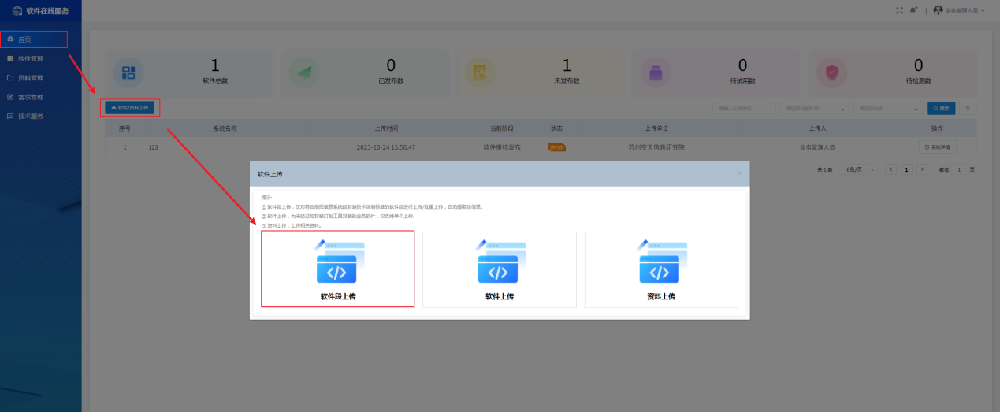 软件在线服务
业务管理人员
首页
软件管理
资料管理
需求管理
技术服务
1
软件总数
0
已发布数
1
未发布数
0
待试用数
0
待检测数
软件/资料上传
请输入上传单位
请选择当前阶段
请选择状态
搜索
序号 系统名称 上传时间 当前阶段 状态 上传单位 上传人 操作
1 123 2023-10-24 15:56:47 软件审核发布 进行中 苏州空天信息研究院 业务管理人员 系统详情
共 1 条 8条/页 1 前往 1 页
软件上传
提示:
① 软件段上传，仅对符合指挥信息系统段封装技术体制标准的软件段进行上传/批量上传，自动提取段信息。
② 软件上传，为未经过段封装打包工具封装的业务软件，仅支持单个上传。
③ 资料上传，上传相关资料。
软件段上传
软件上传
资料上传